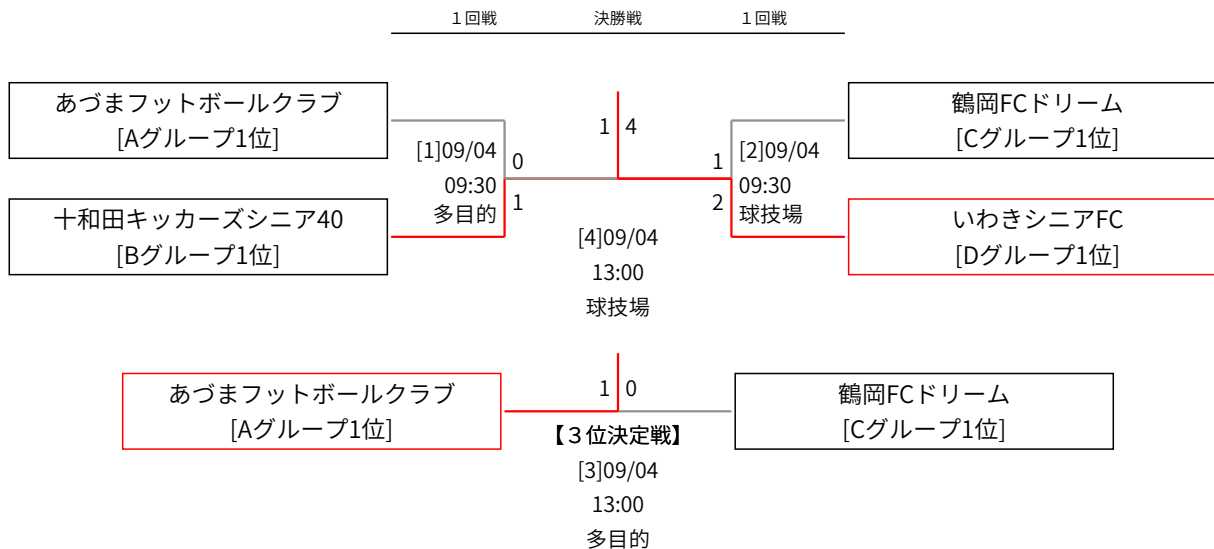 １回戦
決勝戦
１回戦
あづまフットボールクラブ
[Aグループ1位]
十和田キッカーズシニア40
[Bグループ1位]
[1]09/04
09:30
多目的
0
1
1 4
1
2
[2]09/04
09:30
球技場
鶴岡FCドリーム
[Cグループ1位]
いわきシニアFC
[Dグループ1位]
[4]09/04
13:00
球技場
あづまフットボールクラブ
[Aグループ1位]
1 0
鶴岡FCドリーム
[Cグループ1位]
【３位決定戦】
[3]09/04
13:00
多目的